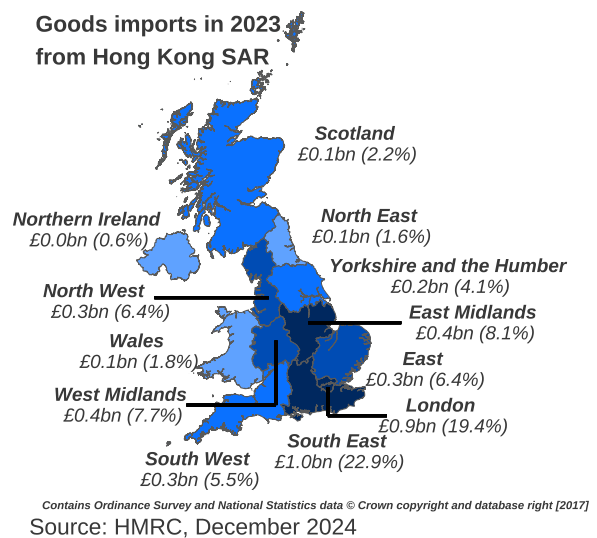 Goods imports in 2023
from Hong Kong SAR
Scotland
£0.1bn (2.2%)
Northern Ireland
£0.0bn (0.6%)
North East
£0.1bn (1.6%)
Yorkshire and the Humber
£0.2bn (4.1%)
North West
£0.3bn (6.4%)
East Midlands
£0.4bn (8.1%)
Wales
£0.1bn (1.8%)
East
£0.3bn (6.4%)
West Midlands
£0.4bn (7.7%)
London
£0.9bn (19.4%)
South East
£1.0bn (22.9%)
South West
£0.3bn (5.5%)
Contains Ordinance Survey and National Statistics data © Crown copyright and database right [2017]
Source: HMRC, December 2024